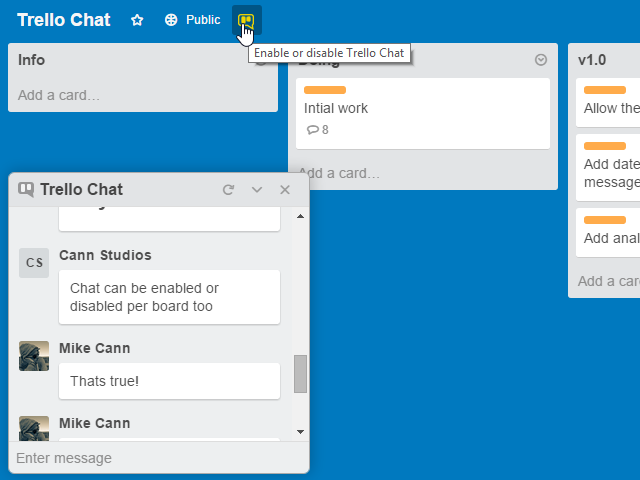 Trello Chat
Public
Enable or disable Trello Chat
Info
Add a card…
Intial work
8
Add a card…
v1.0
Allow the
Add date
message
Add anal
Add a card
Trello Chat
CS
Cann Studios
Chat can be enabled or
disabled per board too
Mike Cann
Thats true!
Mike Cann
Enter message